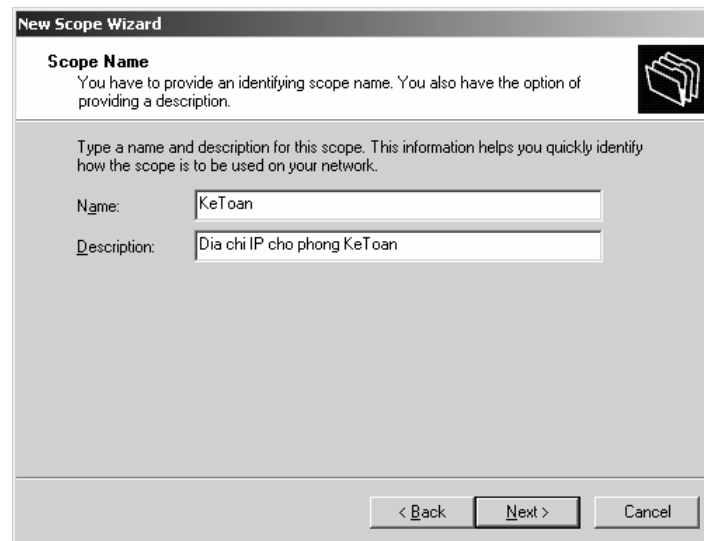 New Scope Wizard
Scope Name
You have to provide an identifying scope name. You also have the option of
providing a description.
Type a name and description for this scope. This information helps you quickly identify
how the scope is to be used on your network.
Name:
KeToan
Description:
Dia chi IP cho phong KeToan
< Back
Next >
Cancel